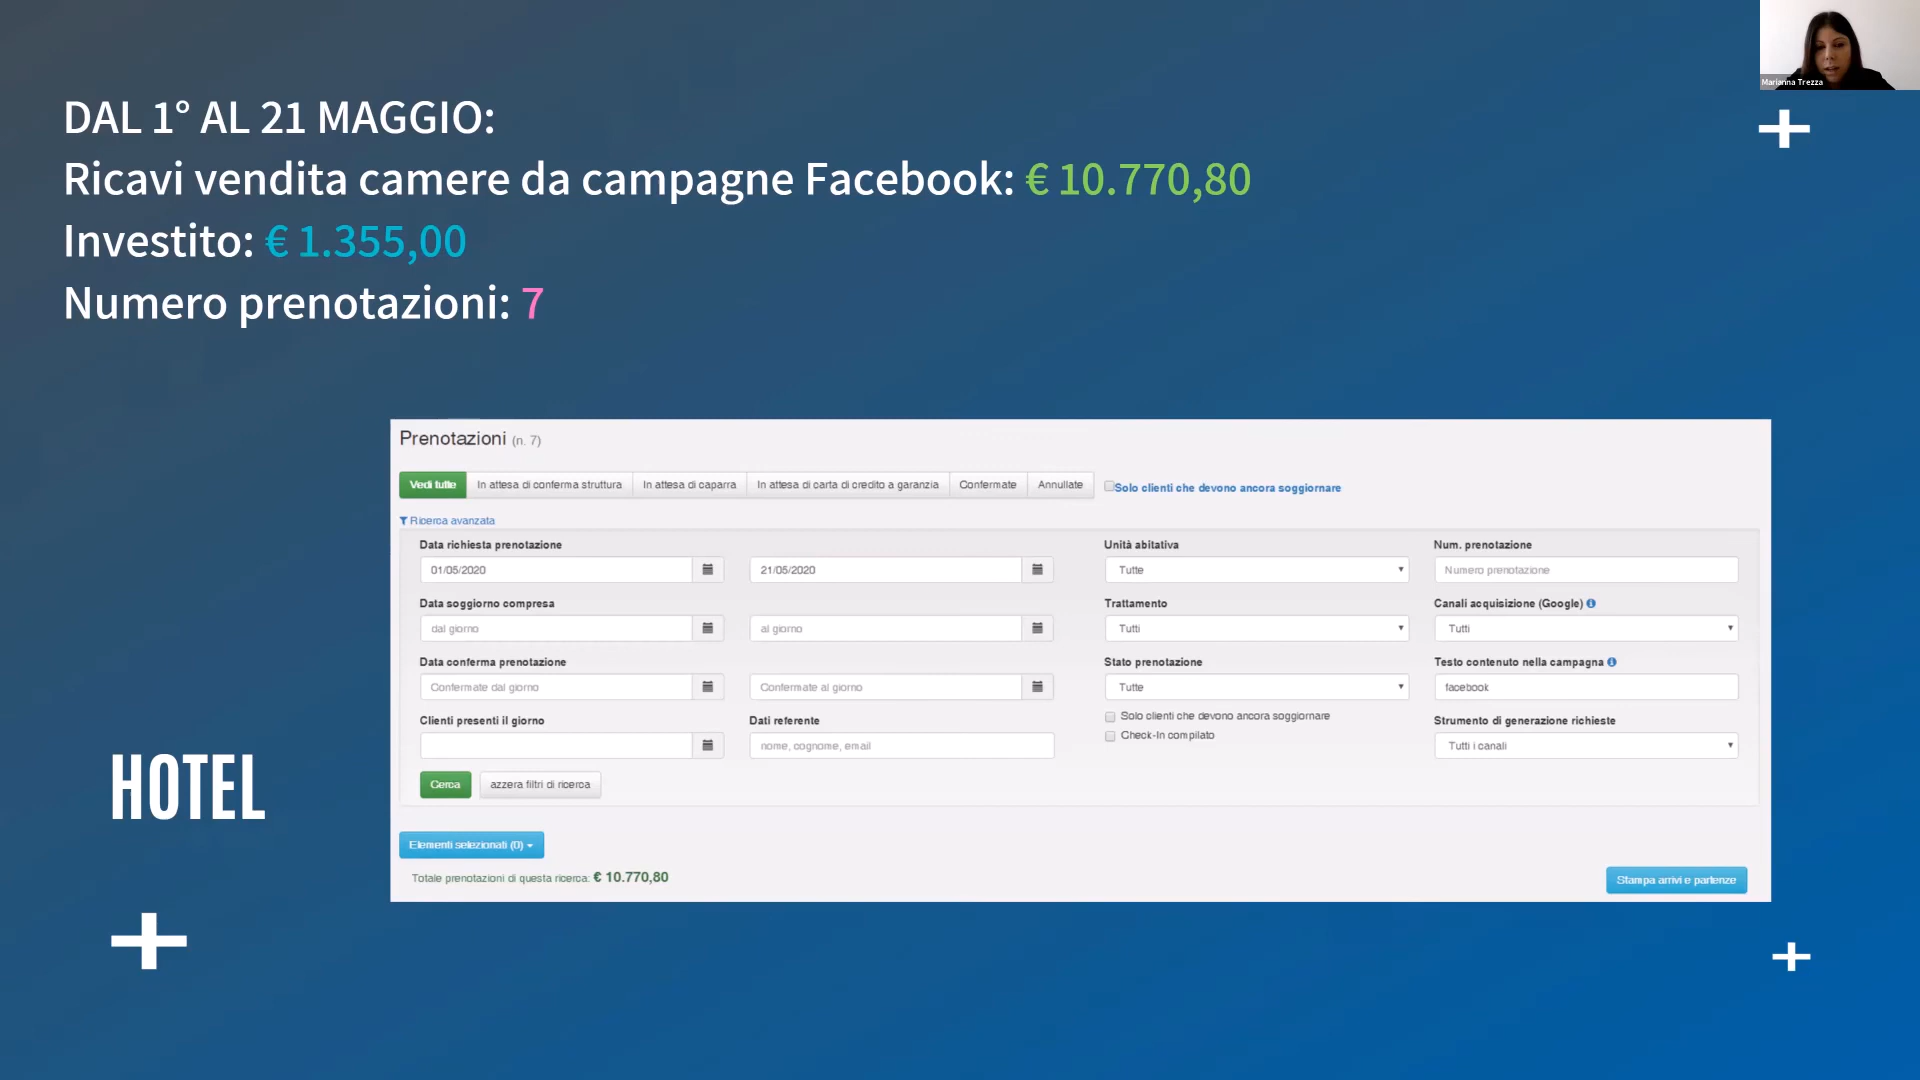 Marianna Trezza
DAL 1° AL 21 MAGGIO:
Ricavi vendita camere da campagne Facebook: € 10.770,80
Investito: € 1.355,00
Numero prenotazioni: 7
Prenotazioni (n. 7)
Vedi tutte In attesa di conferma struttura In attesa di caparra In attesa di carta di credito a garanzia Confermate Annullate Solo clienti che devono ancora soggiornare
Ricerca avanzata
Data richiesta prenotazione Unità abitativa Num. prenotazione
01/05/2020 21/05/2020 Tutte Numero prenotazione
Data soggiorno compresa Trattamento Canali acquisizione (Google)
dal giorno al giorno Tutti Tutti
Data conferma prenotazione Stato prenotazione Testo contenuto nella campagna
Confermate dal giorno Confermate al giorno Tutte facebook
Clienti presenti il giorno Dati referente Solo clienti che devono ancora soggiornare Strumento di generazione richieste
Check-In compilato
nome, cognome, email Tutti i canali
Cerca azzera filtri di ricerca
HOTEL
Elementi selezionati (0)
Totale prenotazioni di questa ricerca: € 10.770,80
Stampa arrivi e partenze